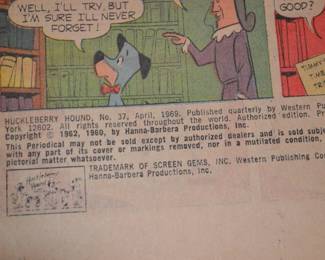 WELL, I'LL TRY, BUT
I'M SURE I'LL NEVER
FORGET!
GOOD?
HUCKLEBERRY HOUND, No. 37, April, 1969. Published quarterly by Western Pu
York 12602. All rights reserved throughout the world. Authorized edition. P
Copyright © 1962, 1960, by Hanna-Barbera Productions, Inc.
This Periodical may not be sold except by authorized dealers and is sold subje
with any part of its cover or markings removed, nor in a mutilated condition,
pictorial matter whatsoever.
TRADEMARK OF SCREEN GEMS, INC. Western Publishing Co
Hanna-Barbera Productions, Inc.